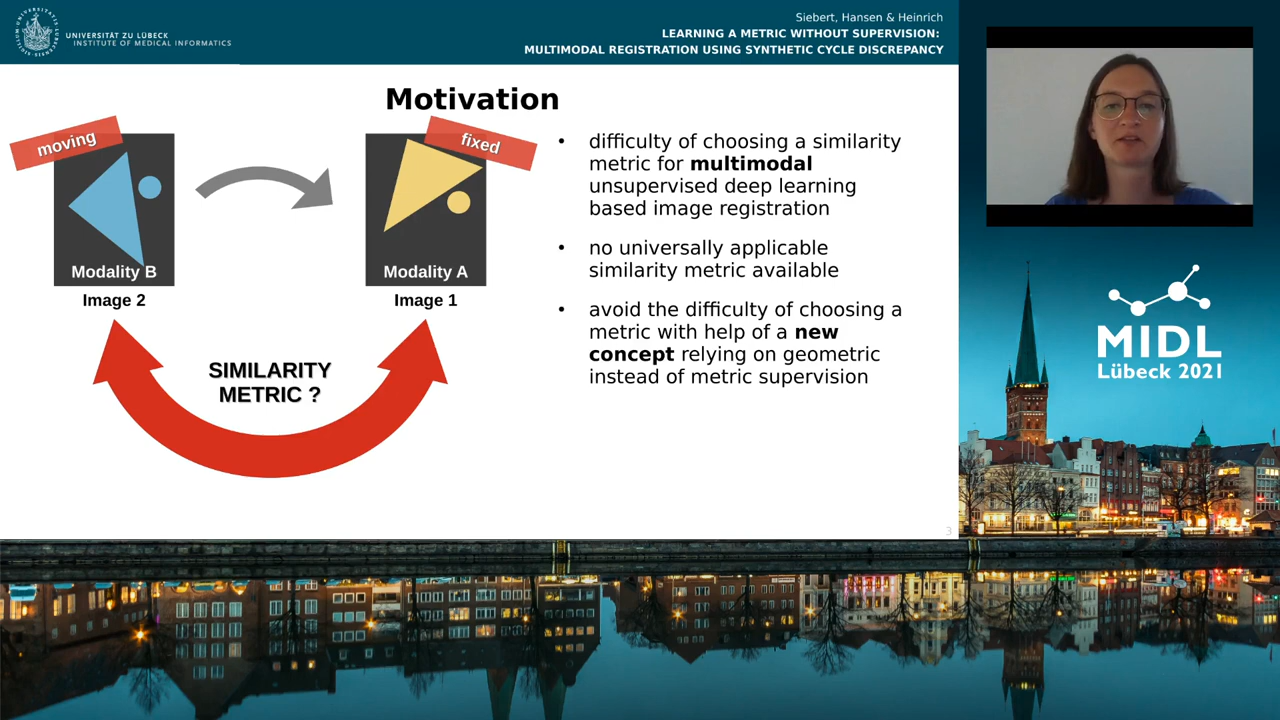 UNIVERSITÄT ZU LÜBECK
INSTITUTE OF MEDICAL INFORMATICS
Siebert, Hansen & Heinrich
LEARNING A METRIC WITHOUT SUPERVISION:
MULTIMODAL REGISTRATION USING SYNTHETIC CYCLE DISCREPANCY
Motivation
moving
Modality B
Image 2
fixed
Modality A
Image 1
SIMILARITY
METRIC ?
• difficulty of choosing a similarity
metric for multimodal
unsupervised deep learning
based image registration
• no universally applicable
similarity metric available
• avoid the difficulty of choosing a
metric with help of a new
concept relying on geometric
instead of metric supervision
3
MIDL
Lübeck 2021